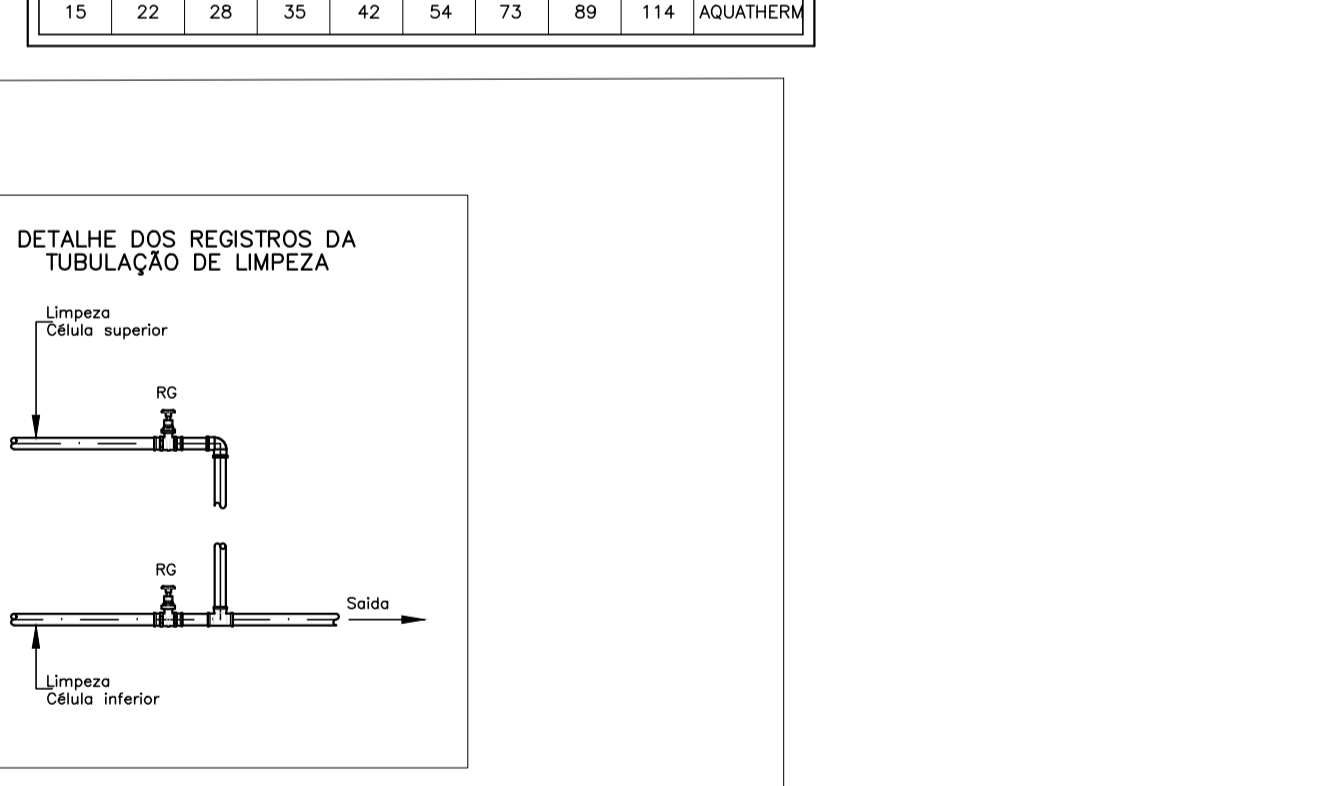 15 22 28 35 42 54 73 89 114 AQUATHERM
DETALHE DOS REGISTROS DA
TUBULAÇÃO DE LIMPEZA
Limpeza
Célula superior
RG
RG
Saida
Limpeza
Célula inferior